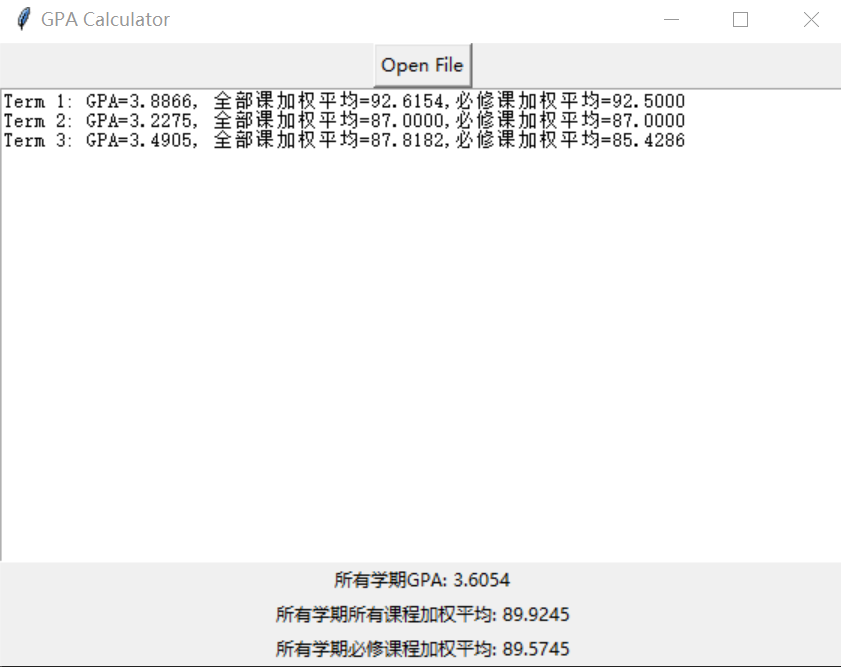 GPA Calculator
Open File
Term 1: GPA=3.8866, 全部课加权平均=92.6154,必修课加权平均=92.5000
Term 2: GPA=3.2275, 全部课加权平均=87.0000,必修课加权平均=87.0000
Term 3: GPA=3.4905, 全部课加权平均=87.8182,必修课加权平均=85.4286
所有学期GPA: 3.6054
所有学期所有课程加权平均: 89.9245
所有学期必修课程加权平均: 89.5745